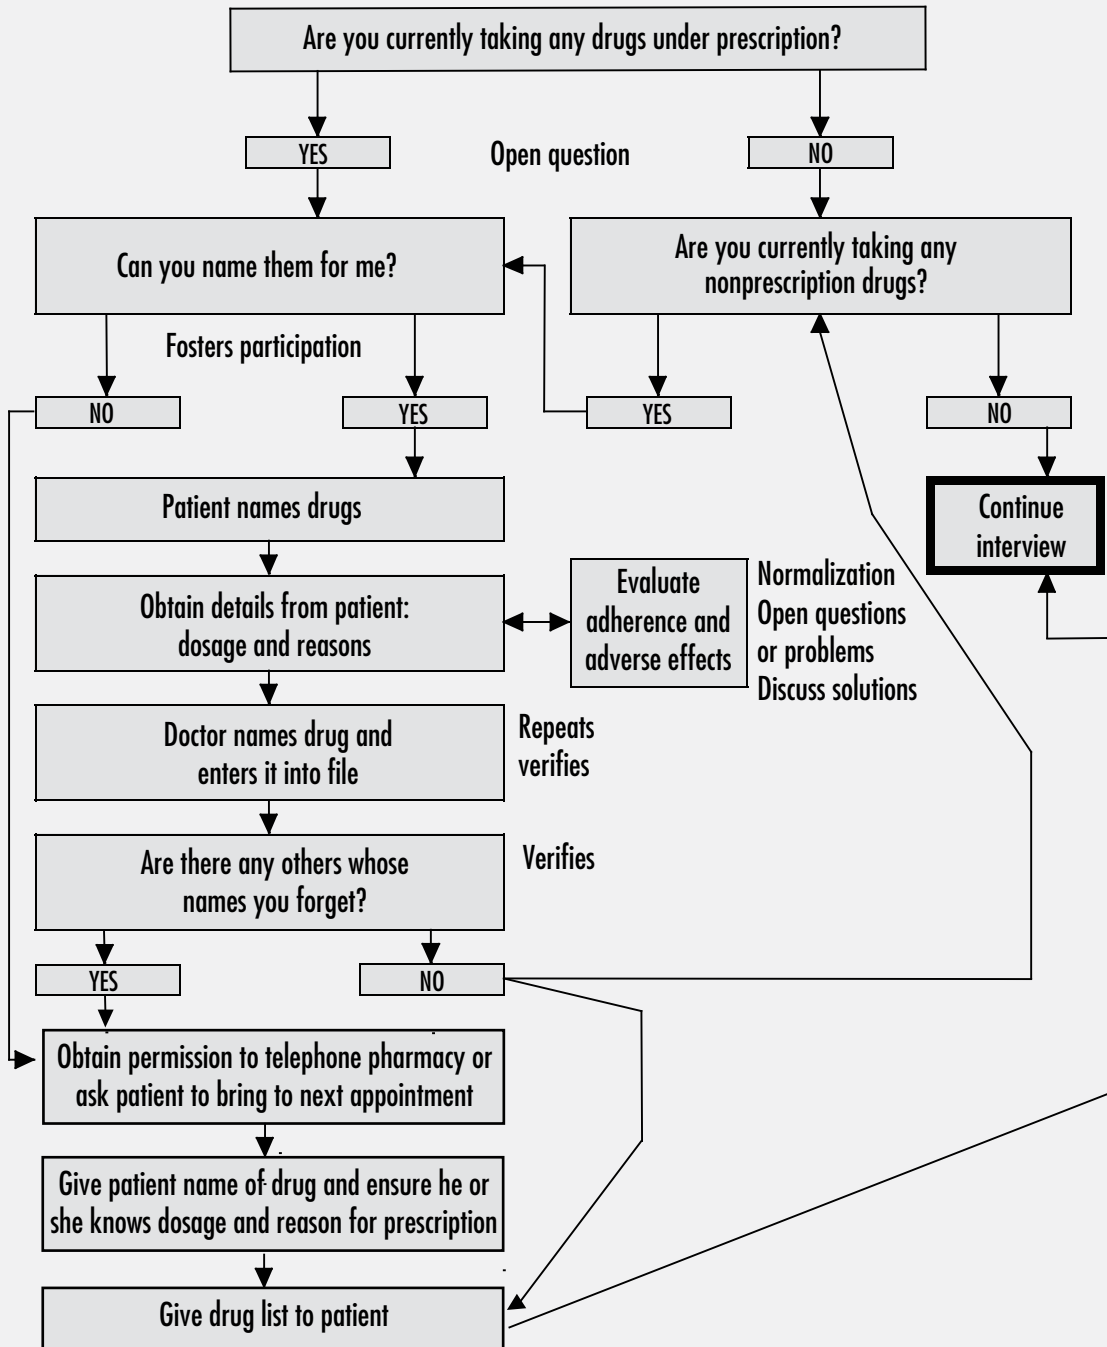 Are you currently taking any drugs under prescription?
YES
Open question
NO
Can you name them for me?
Are you currently taking any
nonprescription drugs?
Fosters participation
NO
YES
YES
NO
Patient names drugs
Continue
interview
Obtain details from patient:
dosage and reasons
Evaluate
adherence and
adverse effects
Normalization
Open questions
or problems
Discuss solutions
Doctor names drug and
enters it into file
Repeats
verifies
Are there any others whose
names you forget?
Verifies
YES
NO
Obtain permission to telephone pharmacy or
ask patient to bring to next appointment
Give patient name of drug and ensure he or
she knows dosage and reason for prescription
Give drug list to patient